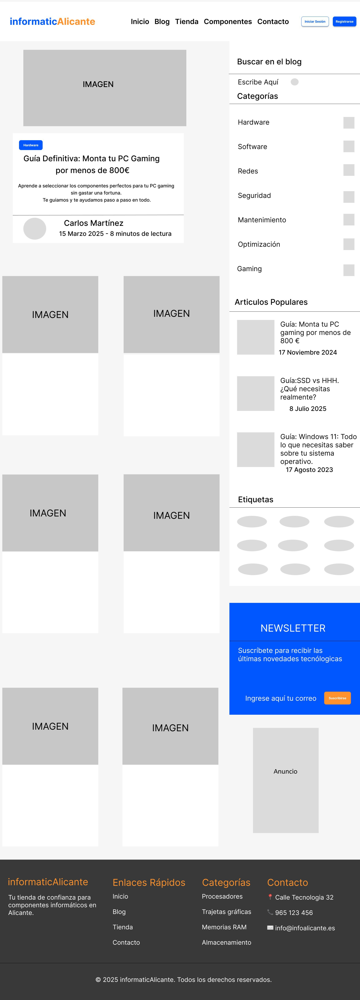 informaticAlicante
Inicio Blog Tienda Componentes Contacto
Iniciar Sesión
Registrarse
IMAGEN
Hardware
Guía Definitiva: Monta tu PC Gaming
por menos de 800€
Aprende a seleccionar los componentes perfectos para tu PC gaming
sin gastar una fortuna.
Te guiamos y te ayudamos paso a paso en todo.
Carlos Martínez
15 Marzo 2025 - 8 minutos de lectura
IMAGEN
IMAGEN
IMAGEN
IMAGEN
IMAGEN
IMAGEN
Buscar en el blog
Escribe Aquí
Categorías
Hardware
Software
Redes
Seguridad
Mantenimiento
Optimización
Gaming
Articulos Populares
Guía: Monta tu PC
gaming por menos de
800 €
17 Noviembre 2024
Guía:SSD vs HHH.
¿Qué necesitas
realmente?
8 Julio 2025
Guía: Windows 11: Todo
lo que necesitas saber
sobre tu sistema
operativo.
17 Agosto 2023
Etiquetas
NEWSLETTER
Suscríbete para recibir las
últimas novedades tecnólogicas
Ingrese aquí tu correo
Suscribirse
Anuncio
informaticAlicante
Tu tienda de confianza para
componentes informáticos en
Alicante.
Enlaces Rápidos
Inicio
Blog
Tienda
Contacto
Categorías
Procesadores
Trajetas gráficas
Memorias RAM
Almacenamiento
Contacto
📍 Calle Tecnologia 32
📞 965 123 456
✉️ info@infoalicante.es
© 2025 informaticAlicante. Todos los derechos reservados.